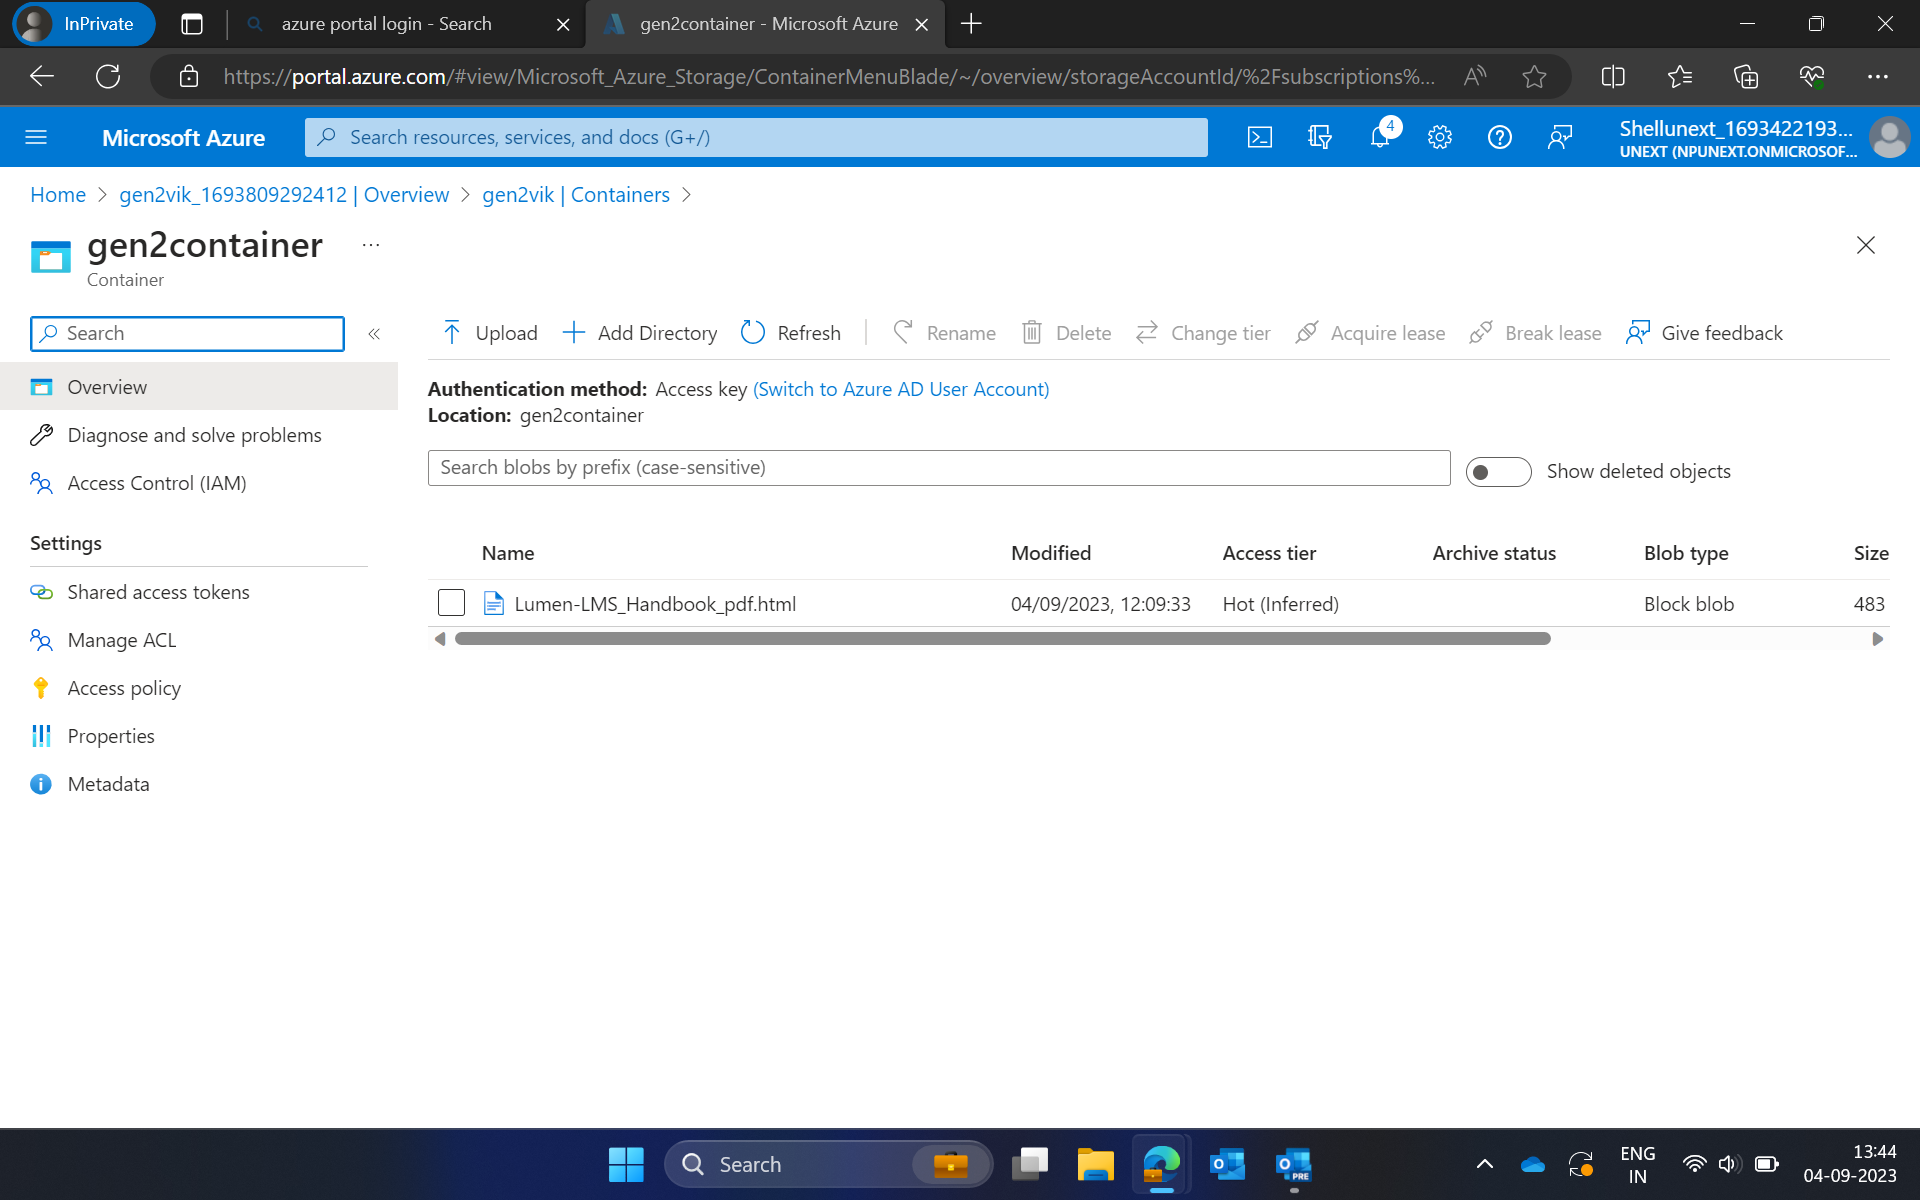 InPrivate
azure portal login - Search
gen2container - Microsoft Azure
https://portal.azure.com/#view/Microsoft_Azure_Storage/ContainerMenuBlade/~/overview/storageAccountId/%2Fsubscriptions%...
Microsoft Azure
Search resources, services, and docs (G+/)
4
Shellunext_1693422193...
UNEXT (NPUNEXT.ONMICROSOF...
Home > gen2vik_1693809292412 | Overview > gen2vik | Containers >
gen2container ...
Container
Search
«
Upload
Add Directory
Refresh
Rename
Delete
Change tier
Acquire lease
Break lease
Give feedback
Overview
Diagnose and solve problems
Access Control (IAM)
Settings
Shared access tokens
Manage ACL
Access policy
Properties
Metadata
Authentication method: Access key (Switch to Azure AD User Account)
Location: gen2container
Search blobs by prefix (case-sensitive)
Show deleted objects
Name Modified Access tier Archive status Blob type Size
Lumen-LMS_Handbook_pdf.html 04/09/2023, 12:09:33 Hot (Inferred) Block blob 483
Search
PRE
ENG
IN
13:44
04-09-2023